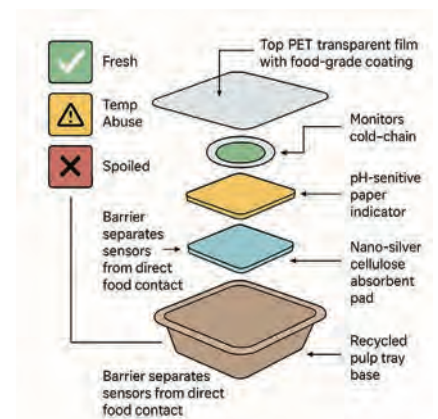 Fresh
Temp
Abuse
Spoiled
Top PET transparent film
with food-grade coating
Monitors
cold-chain
pH-senitive
paper
indicator
Barrier
separates
sensors
from direct
food contact
Nano-silver
cellulose
absorbent
pad
Recycled
pulp tray
base
Barrier separates
sensors from direct
food contact